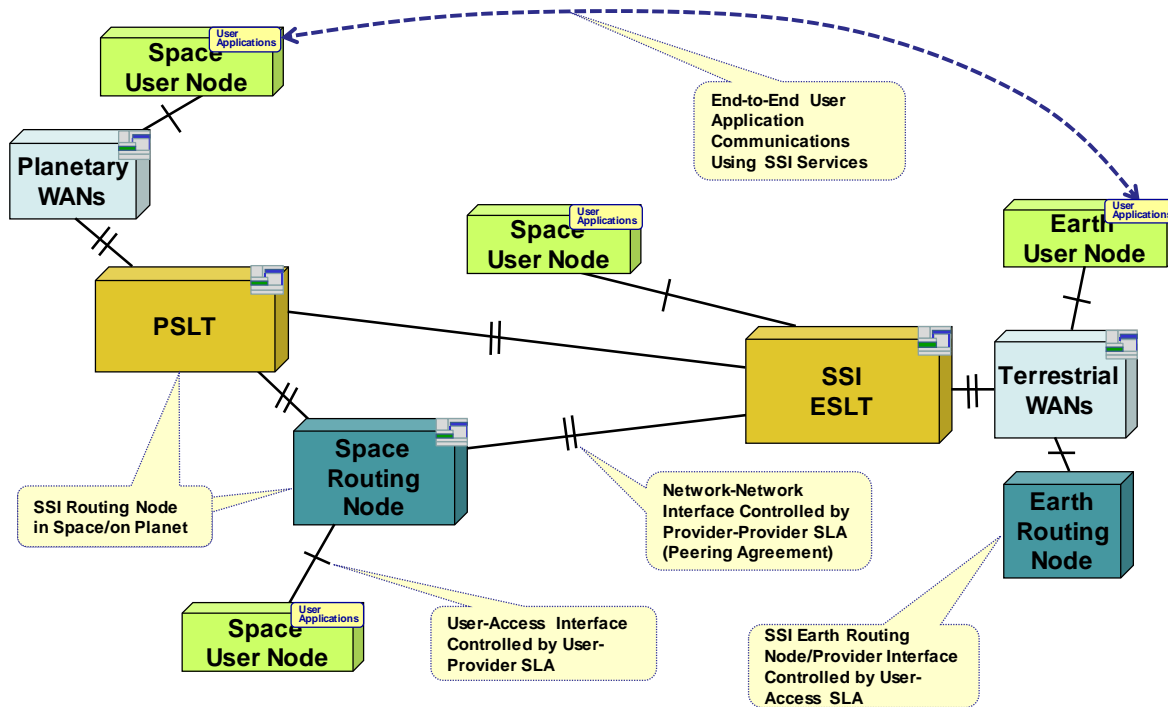 User
Applications
Space
User Node
End-to-End User
Application
Communications
Using SSI Services
Planetary
WANs
User
Applications
Space
User Node
User
Applications
Earth
User Node
PSLT
SSI
ESLT
Terrestrial
WANs
Space
Routing
Node
SSI Routing Node
in Space/on Planet
Network-Network
Interface Controlled by
Provider-Provider SLA
(Peering Agreement)
Earth
Routing
Node
User
Applications
Space
User Node
User-Access Interface
Controlled by User-
Provider SLA
SSI Earth Routing
Node/Provider Interface
Controlled by User-
Access SLA